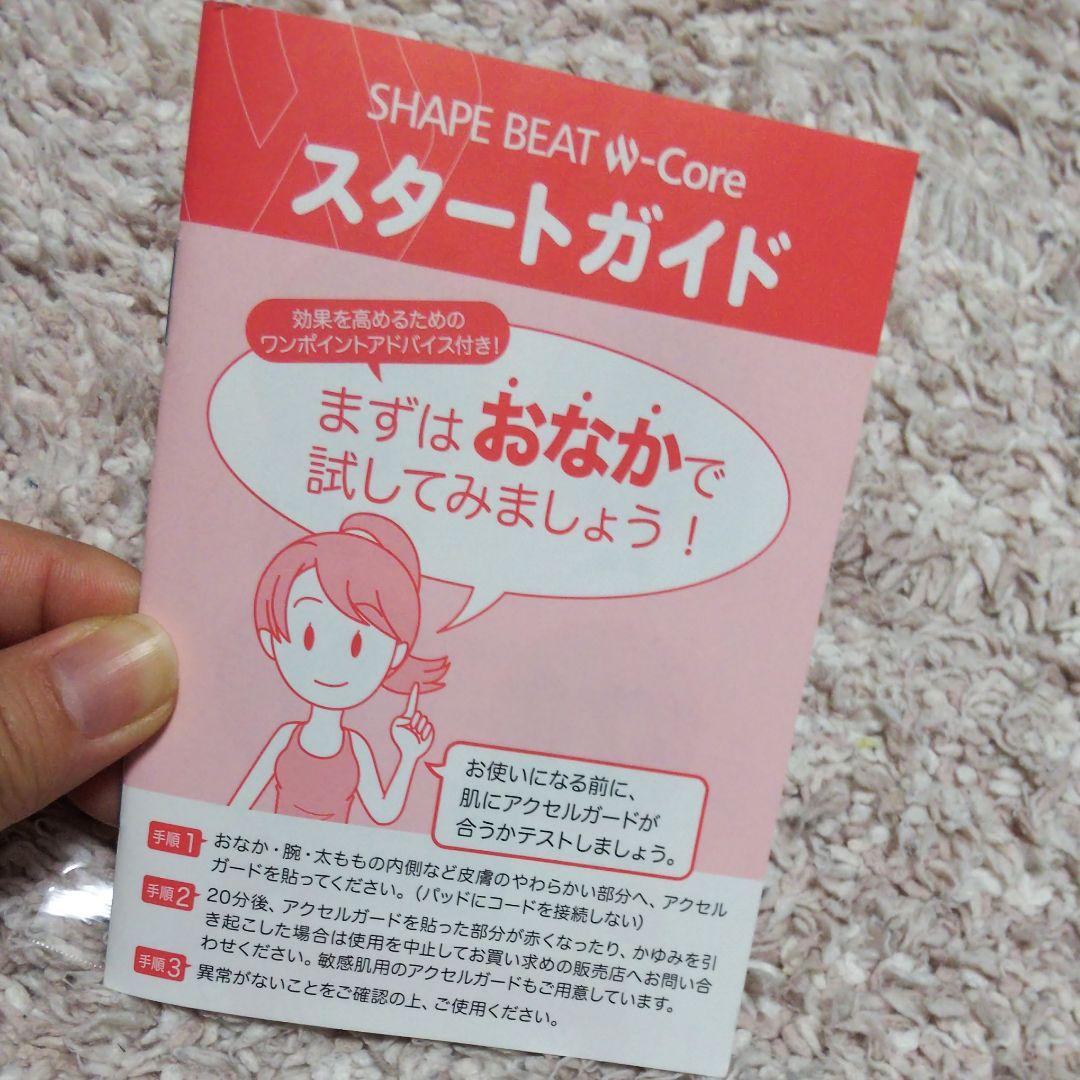 SHAPE BEAT W-Core
スタートガイド
効果を高めるための
ワンポイントアドバイス付き!
まずは おなかで
試してみましょう!
お使いになる前に、
肌にアクセルガードが
合うかテストしましょう。
手順1 おなか・腕・太ももの内側など皮膚のやわらかい部分へ、アクセル
ガードを貼ってください。(パッドにコードを接続しない)
手順2 20分後、アクセルガードを貼った部分が赤くなったり、かゆみを引
き起こした場合は使用を中止してお買い求めの販売店へお問い合
わせください。敏感肌用のアクセルガードもご用意しています。
手順3 異常がないことをご確認の上、ご使用ください。